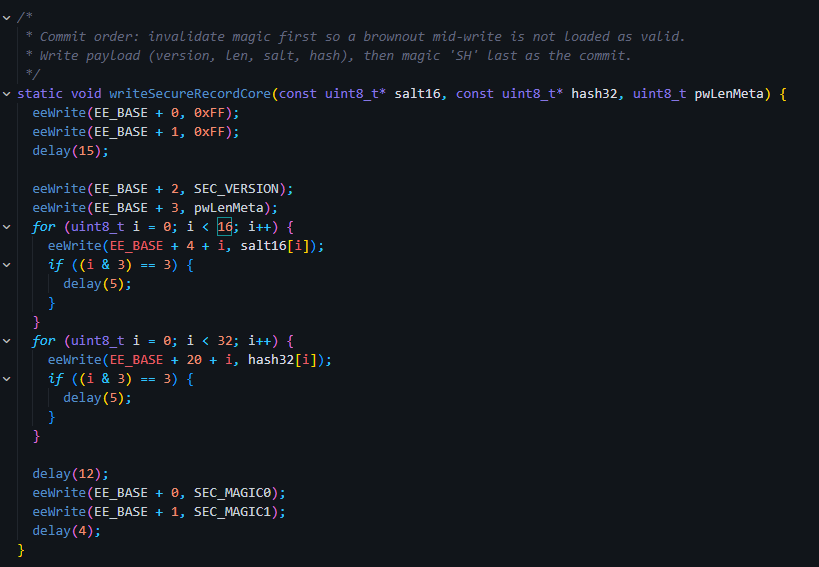 /*
 * Commit order: invalidate magic first so a brownout mid-write is not loaded as valid.
 * Write payload (version, len, salt, hash), then magic 'SH' last as the commit.
 */
static void writeSecureRecordCore(const uint8_t* salt16, const uint8_t* hash32, uint8_t pwLenMeta) {
  eeWrite(EE_BASE + 0, 0xFF);
  eeWrite(EE_BASE + 1, 0xFF);
  delay(15);

  eeWrite(EE_BASE + 2, SEC_VERSION);
  eeWrite(EE_BASE + 3, pwLenMeta);
  for (uint8_t i = 0; i < 16; i++) {
    eeWrite(EE_BASE + 4 + i, salt16[i]);
    if ((i & 3) == 3) {
      delay(5);
    }
  }
  for (uint8_t i = 0; i < 32; i++) {
    eeWrite(EE_BASE + 20 + i, hash32[i]);
    if ((i & 3) == 3) {
      delay(5);
    }
  }

  delay(12);
  eeWrite(EE_BASE + 0, SEC_MAGIC0);
  eeWrite(EE_BASE + 1, SEC_MAGIC1);
  delay(4);
}